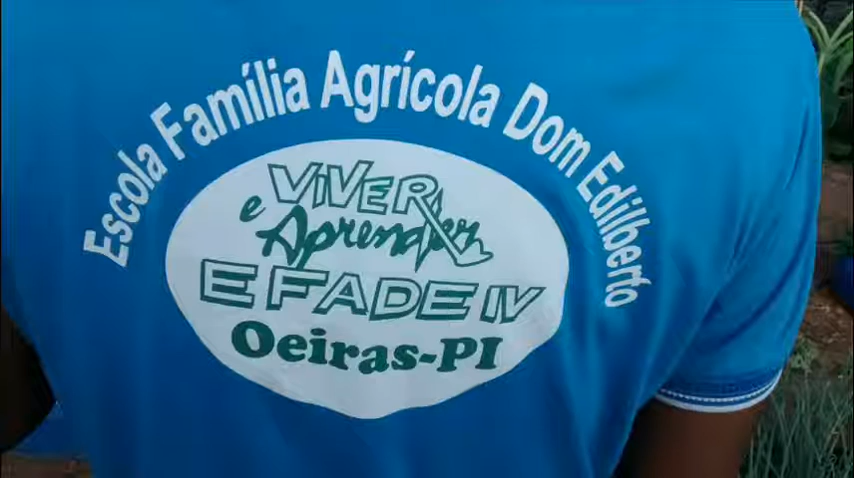 Escola Família Agrícola Dom Edilberto
VIVER
e Aprender
EFADE IV
Oeiras-PI